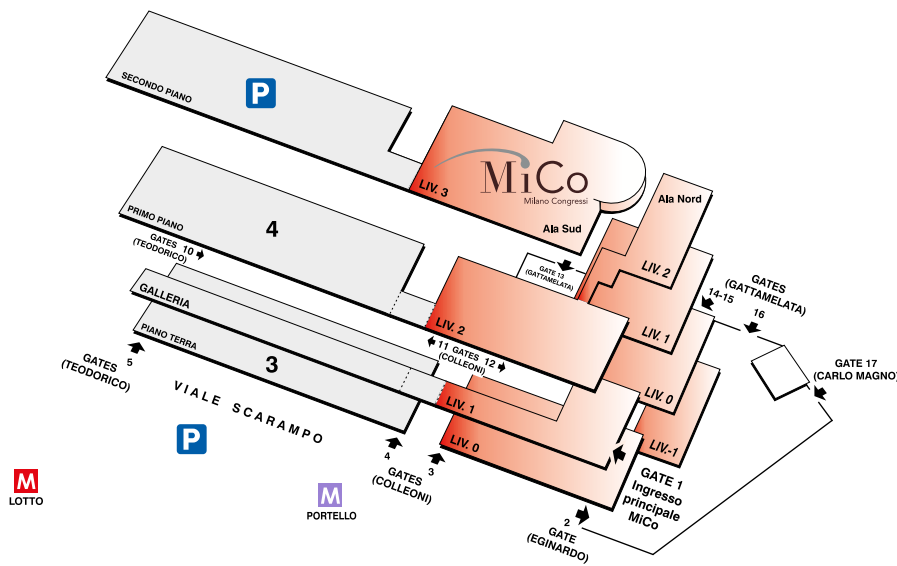 SECONDO PIANO
P
LIV. 3
MiCo
Milano Congressi
Ala Sud
Ala Nord
PRIMO PIANO
4
GATES 10
(TEODORICO)
GATE 13
(GATTAMELATA)
LIV. 2
GATES
(GATTAMELATA)
14-15
16
GALLERIA
LIV. 2
LIV. 1
PIANO TERRA
3
11 GATES 12
(COLLEONI)
GATE 17
(CARLO MAGNO)
5
GATES
(TEODORICO)
VIALE SCARAMPO
LIV. 1
LIV. 0
P
LIV. 0
LIV.-1
4
3
GATES
(COLLEONI)
GATE 1
Ingresso
principale
MiCo
M
LOTTO
M
PORTELLO
2
GATE
(EGINARDO)